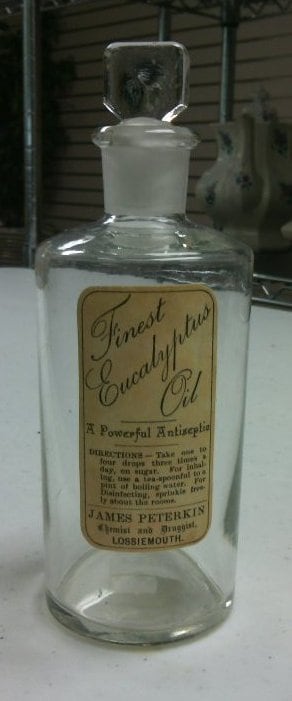 Finest
Eucalyptus
Oil
A Powerful Antiseptic
DIRECTIONS — Take one to
four drops three times a
day, on sugar. For inhal-
ing, use a tea-spoonful to a
pint of boiling water. For
Disinfecting, sprinkle free-
ly about the rooms.
JAMES PETERKIN
Chemist and Druggist,
LOSSIEMOUTH.